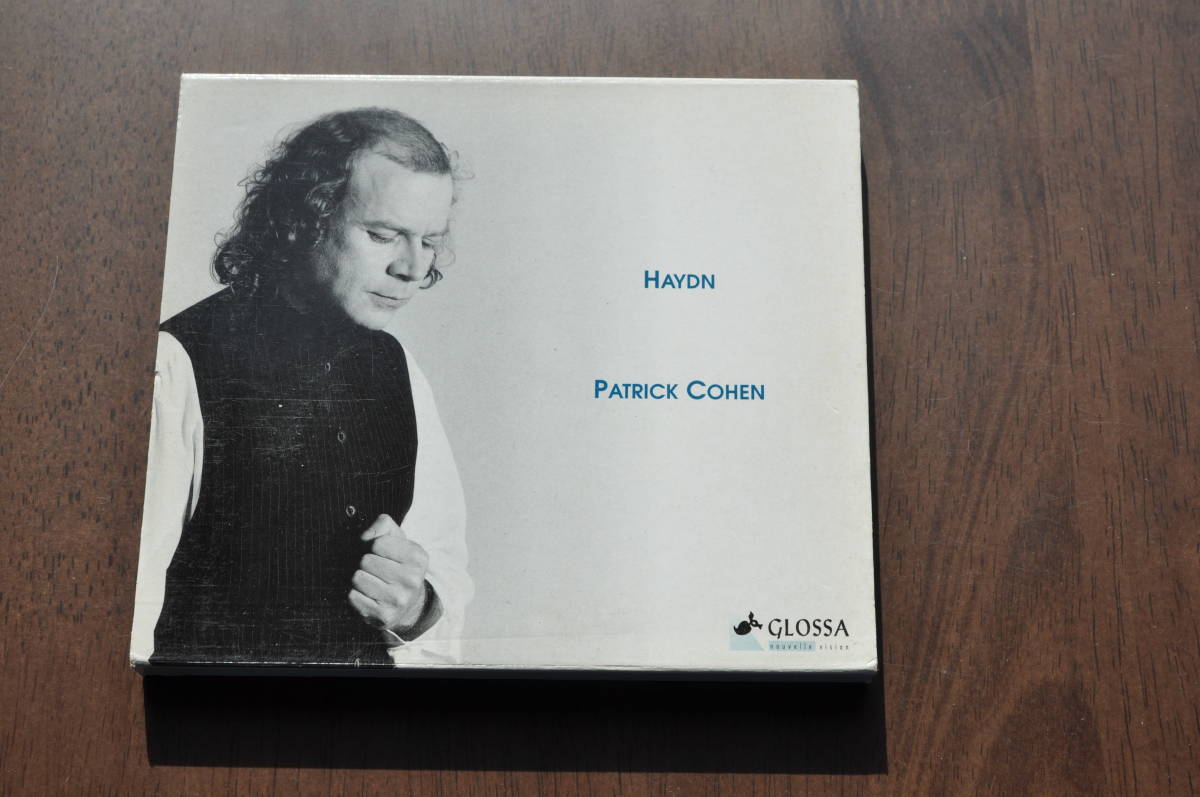 HAYDN
PATRICK COHEN
GLOSSA
nouvelle vision